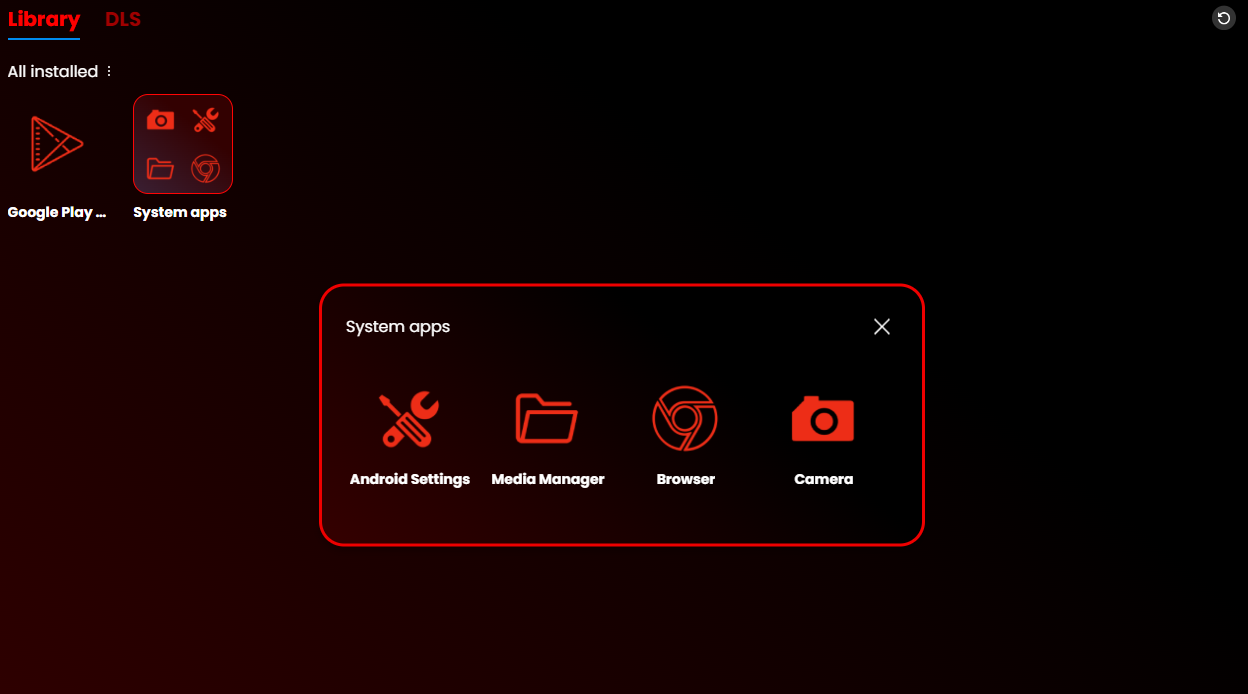 Library DLS
All installed
Google Play ... System apps
System apps
Android Settings Media Manager Browser Camera